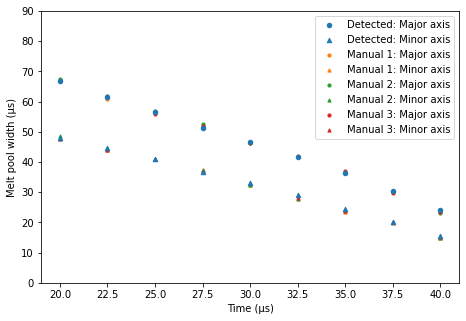 90
80
70
60
50
40
30
20
10
0
Melt pool width (μs)
Detected: Major axis
Detected: Minor axis
Manual 1: Major axis
Manual 1: Minor axis
Manual 2: Major axis
Manual 2: Minor axis
Manual 3: Major axis
Manual 3: Minor axis
20.0 22.5 25.0 27.5 30.0 32.5 35.0 37.5 40.0
Time (μs)